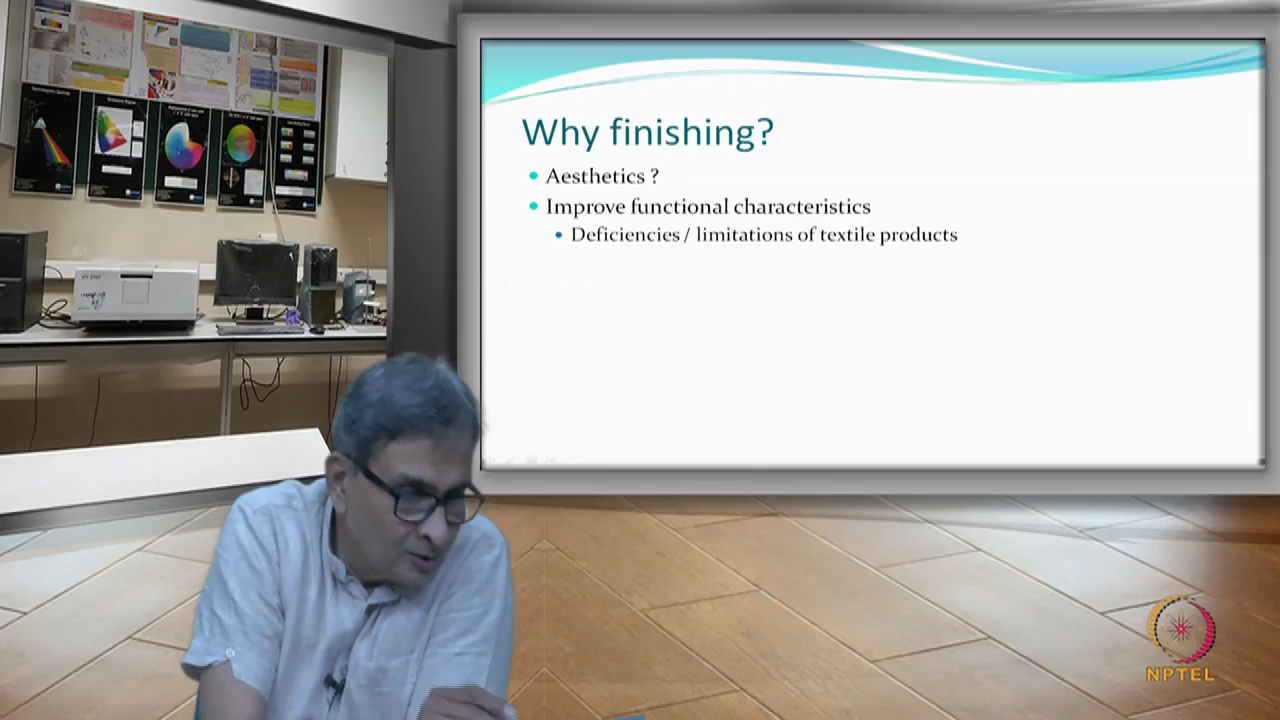 Why finishing?
Aesthetics ?
Improve functional characteristics
Deficiencies / limitations of textile products
NPTEL